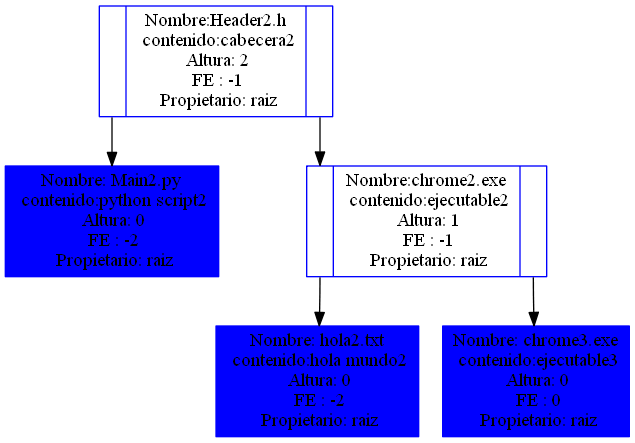 Nombre:Header2.h
contenido:cabecera2
Altura: 2
FE : -1
Propietario: raiz
Nombre: Main2.py
contenido:python script2
Altura: 0
FE : -2
Propietario: raiz
Nombre:chrome2.exe
contenido:ejecutable2
Altura: 1
FE : -1
Propietario: raiz
Nombre: hola2.txt
contenido:hola mundo2
Altura: 0
FE : -2
Propietario: raiz
Nombre: chrome3.exe
contenido:ejecutable3
Altura: 0
FE : 0
Propietario: raiz